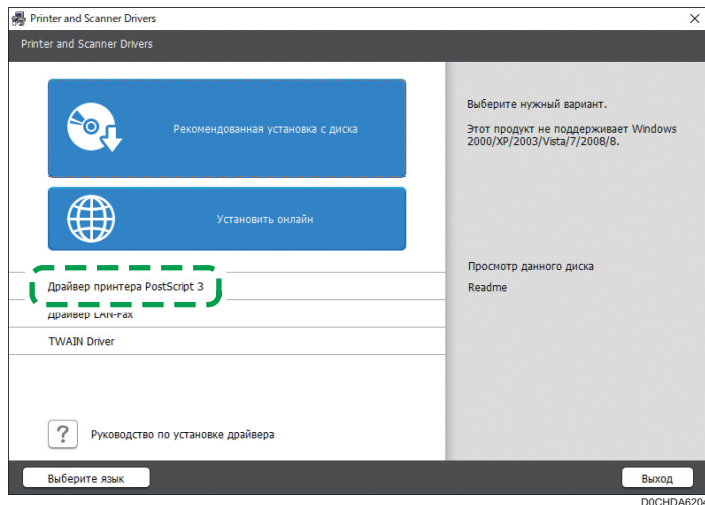 Printer and Scanner Drivers
Printer and Scanner Drivers
Рекомендованная установка с диска
Установить онлайн
Драйвер принтера PostScript 3
Драйвер LAN-Fax
TWAIN Driver
Руководство по установке драйвера
Выберите нужный вариант.
Этот продукт не поддерживает Windows
2000/XP/2003/Vista/7/2008/8.
Просмотр данного диска
Readme
Выберите язык
Выход
D0CHDA6204